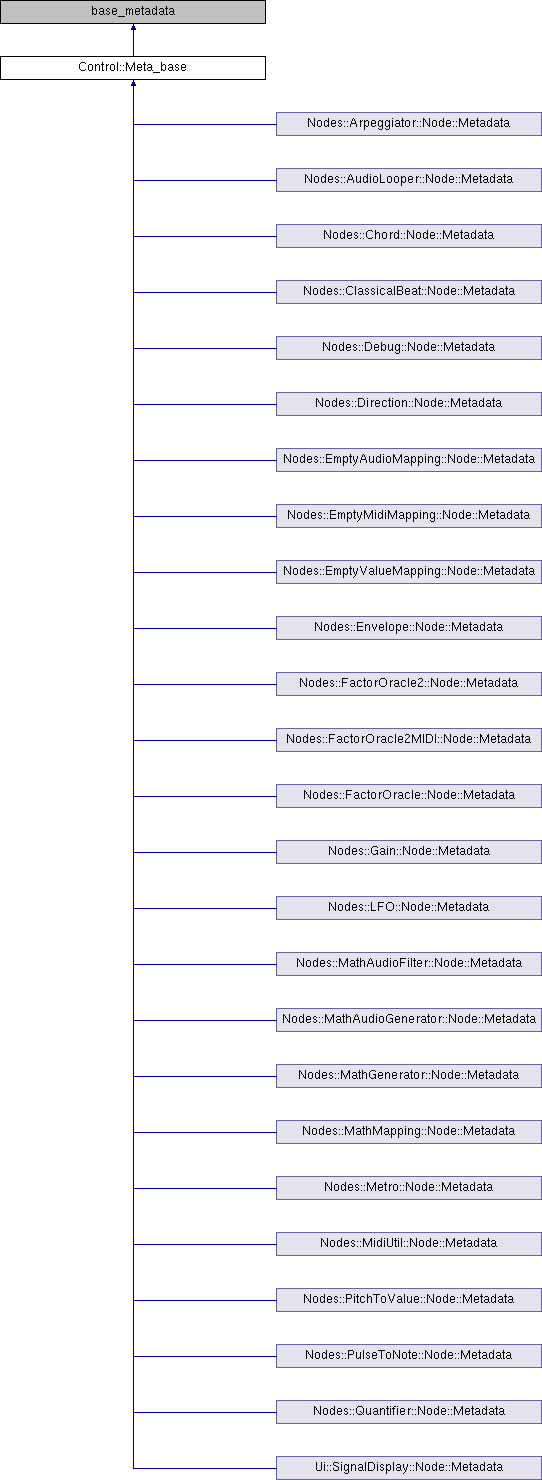 base_metadata
Control::Meta_base
Nodes::Arpeggiator::Node::Metadata
Nodes::AudioLooper::Node::Metadata
Nodes::Chord::Node::Metadata
Nodes::ClassicalBeat::Node::Metadata
Nodes::Debug::Node::Metadata
Nodes::Direction::Node::Metadata
Nodes::EmptyAudioMapping::Node::Metadata
Nodes::EmptyMidiMapping::Node::Metadata
Nodes::EmptyValueMapping::Node::Metadata
Nodes::Envelope::Node::Metadata
Nodes::FactorOracle2::Node::Metadata
Nodes::FactorOracle2MIDI::Node::Metadata
Nodes::FactorOracle::Node::Metadata
Nodes::Gain::Node::Metadata
Nodes::LFO::Node::Metadata
Nodes::MathAudioFilter::Node::Metadata
Nodes::MathAudioGenerator::Node::Metadata
Nodes::MathGenerator::Node::Metadata
Nodes::MathMapping::Node::Metadata
Nodes::Metro::Node::Metadata
Nodes::MidiUtil::Node::Metadata
Nodes::PitchToValue::Node::Metadata
Nodes::PulseToNote::Node::Metadata
Nodes::Quantifier::Node::Metadata
Ui::SignalDisplay::Node::Metadata